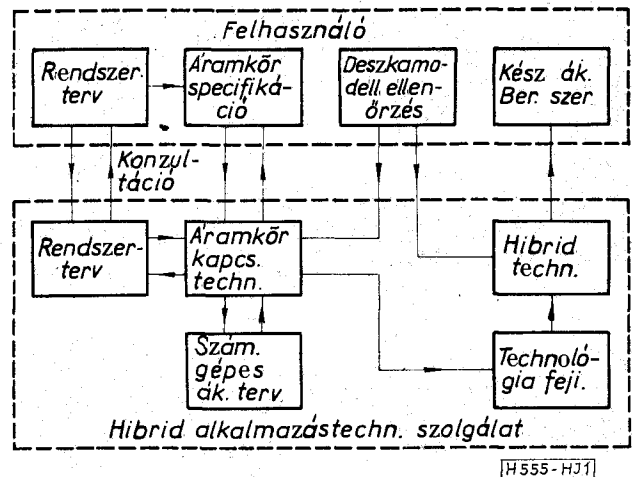 Felhasználó
Rendszer-
terv
Áramkör
specifiká-
ció
Deszkamo-
dell. ellen-
őrzés
Kész ák.
Ber. szer.
Konzul-
táció
Rendszer-
terv
Áramkör
kapcs.
techn.
Hibrid
techn.
Szám.
gépes
ák. terv.
Technoló-
gia fejl.
Hibrid alkalmazástechn. szolgálat
H555-HJ1